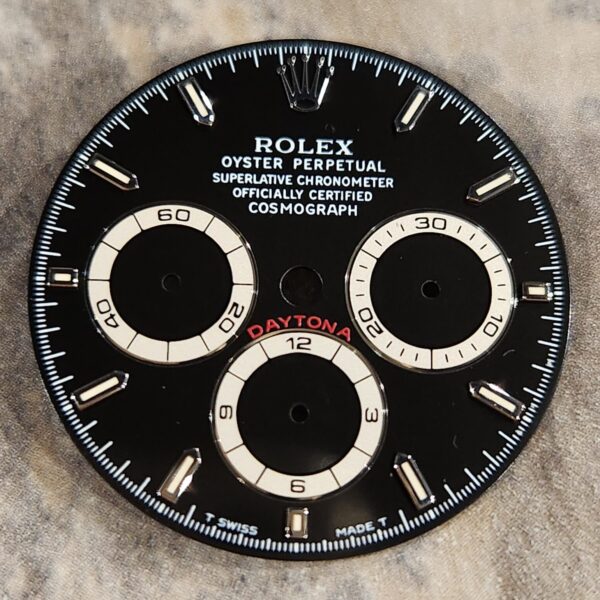 ROLEX
OYSTER PERPETUAL
SUPERLATIVE CHRONOMETER
OFFICIALLY CERTIFIED
COSMOGRAPH
60
20
40
30
10
20
DAYTONA
12
3
9
9
T SWISS MADE T